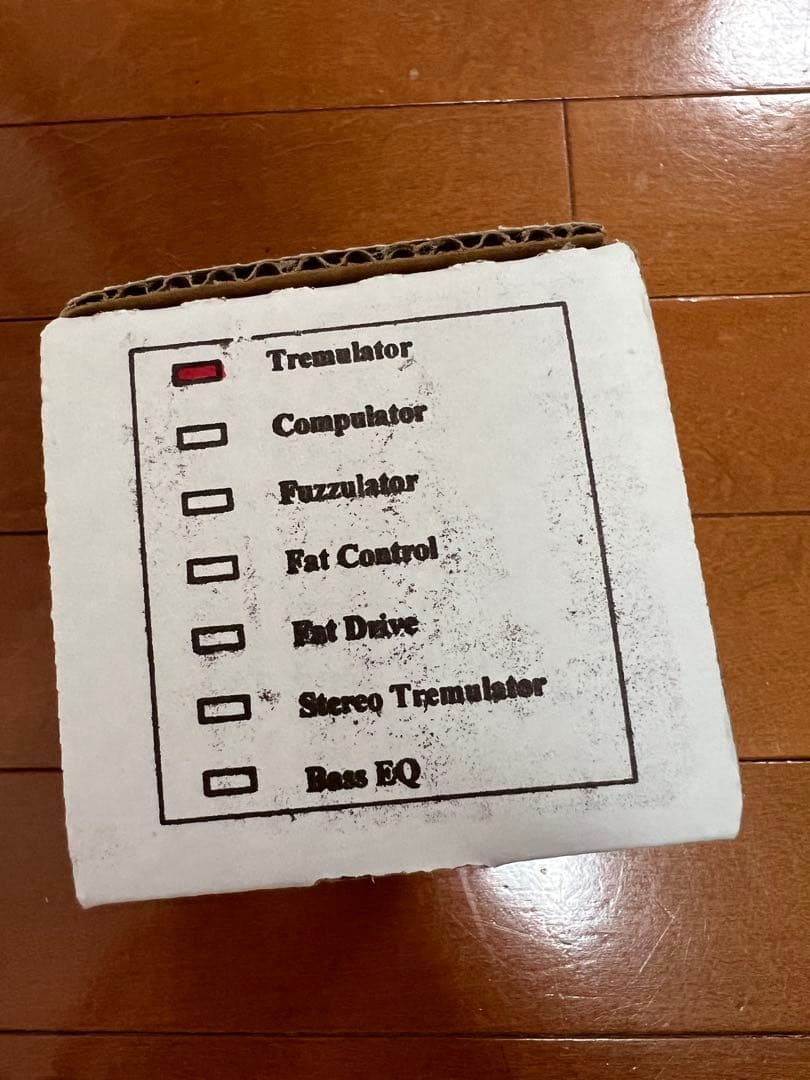 Tremulator
Compulator
Fuzzulator
Fat Control
Fat Drive
Stereo Tremulator
Bass EQ